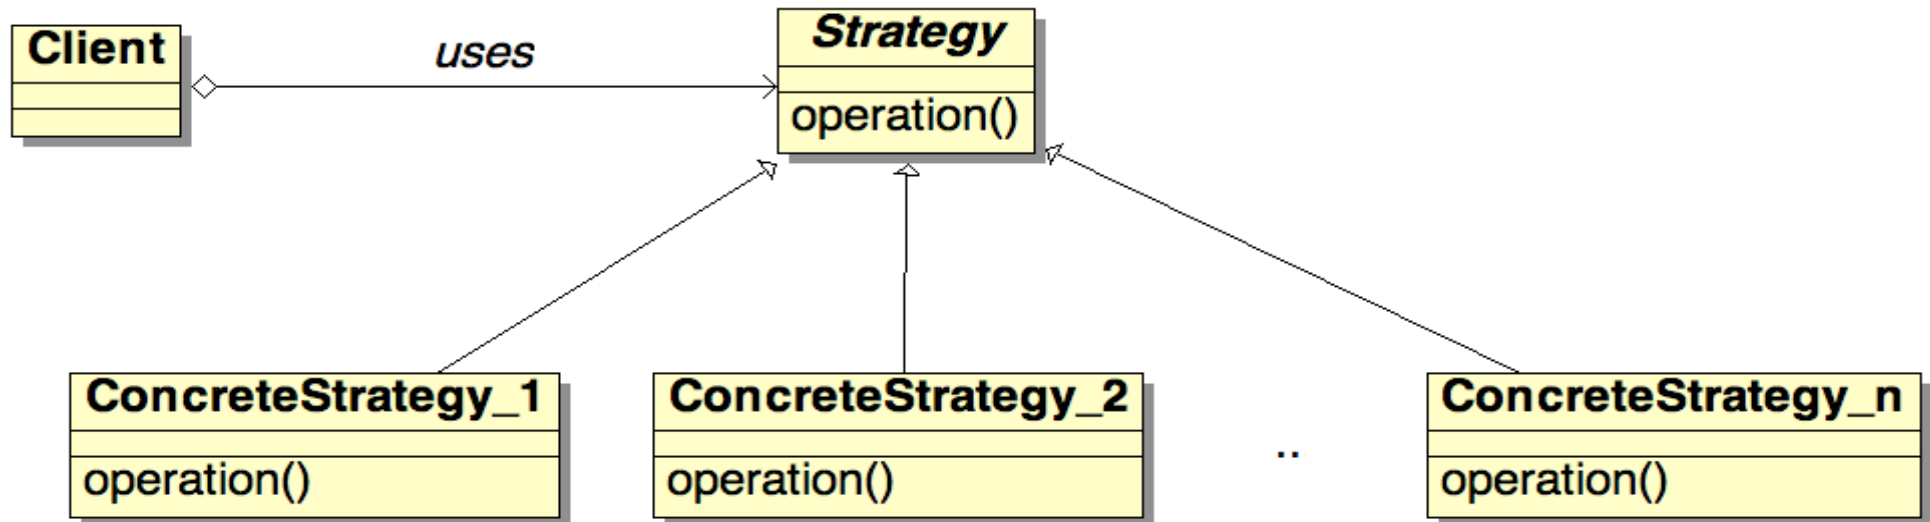 Client
uses
Strategy
operation()
ConcreteStrategy_1
operation()
ConcreteStrategy_2
operation()
..
ConcreteStrategy_n
operation()